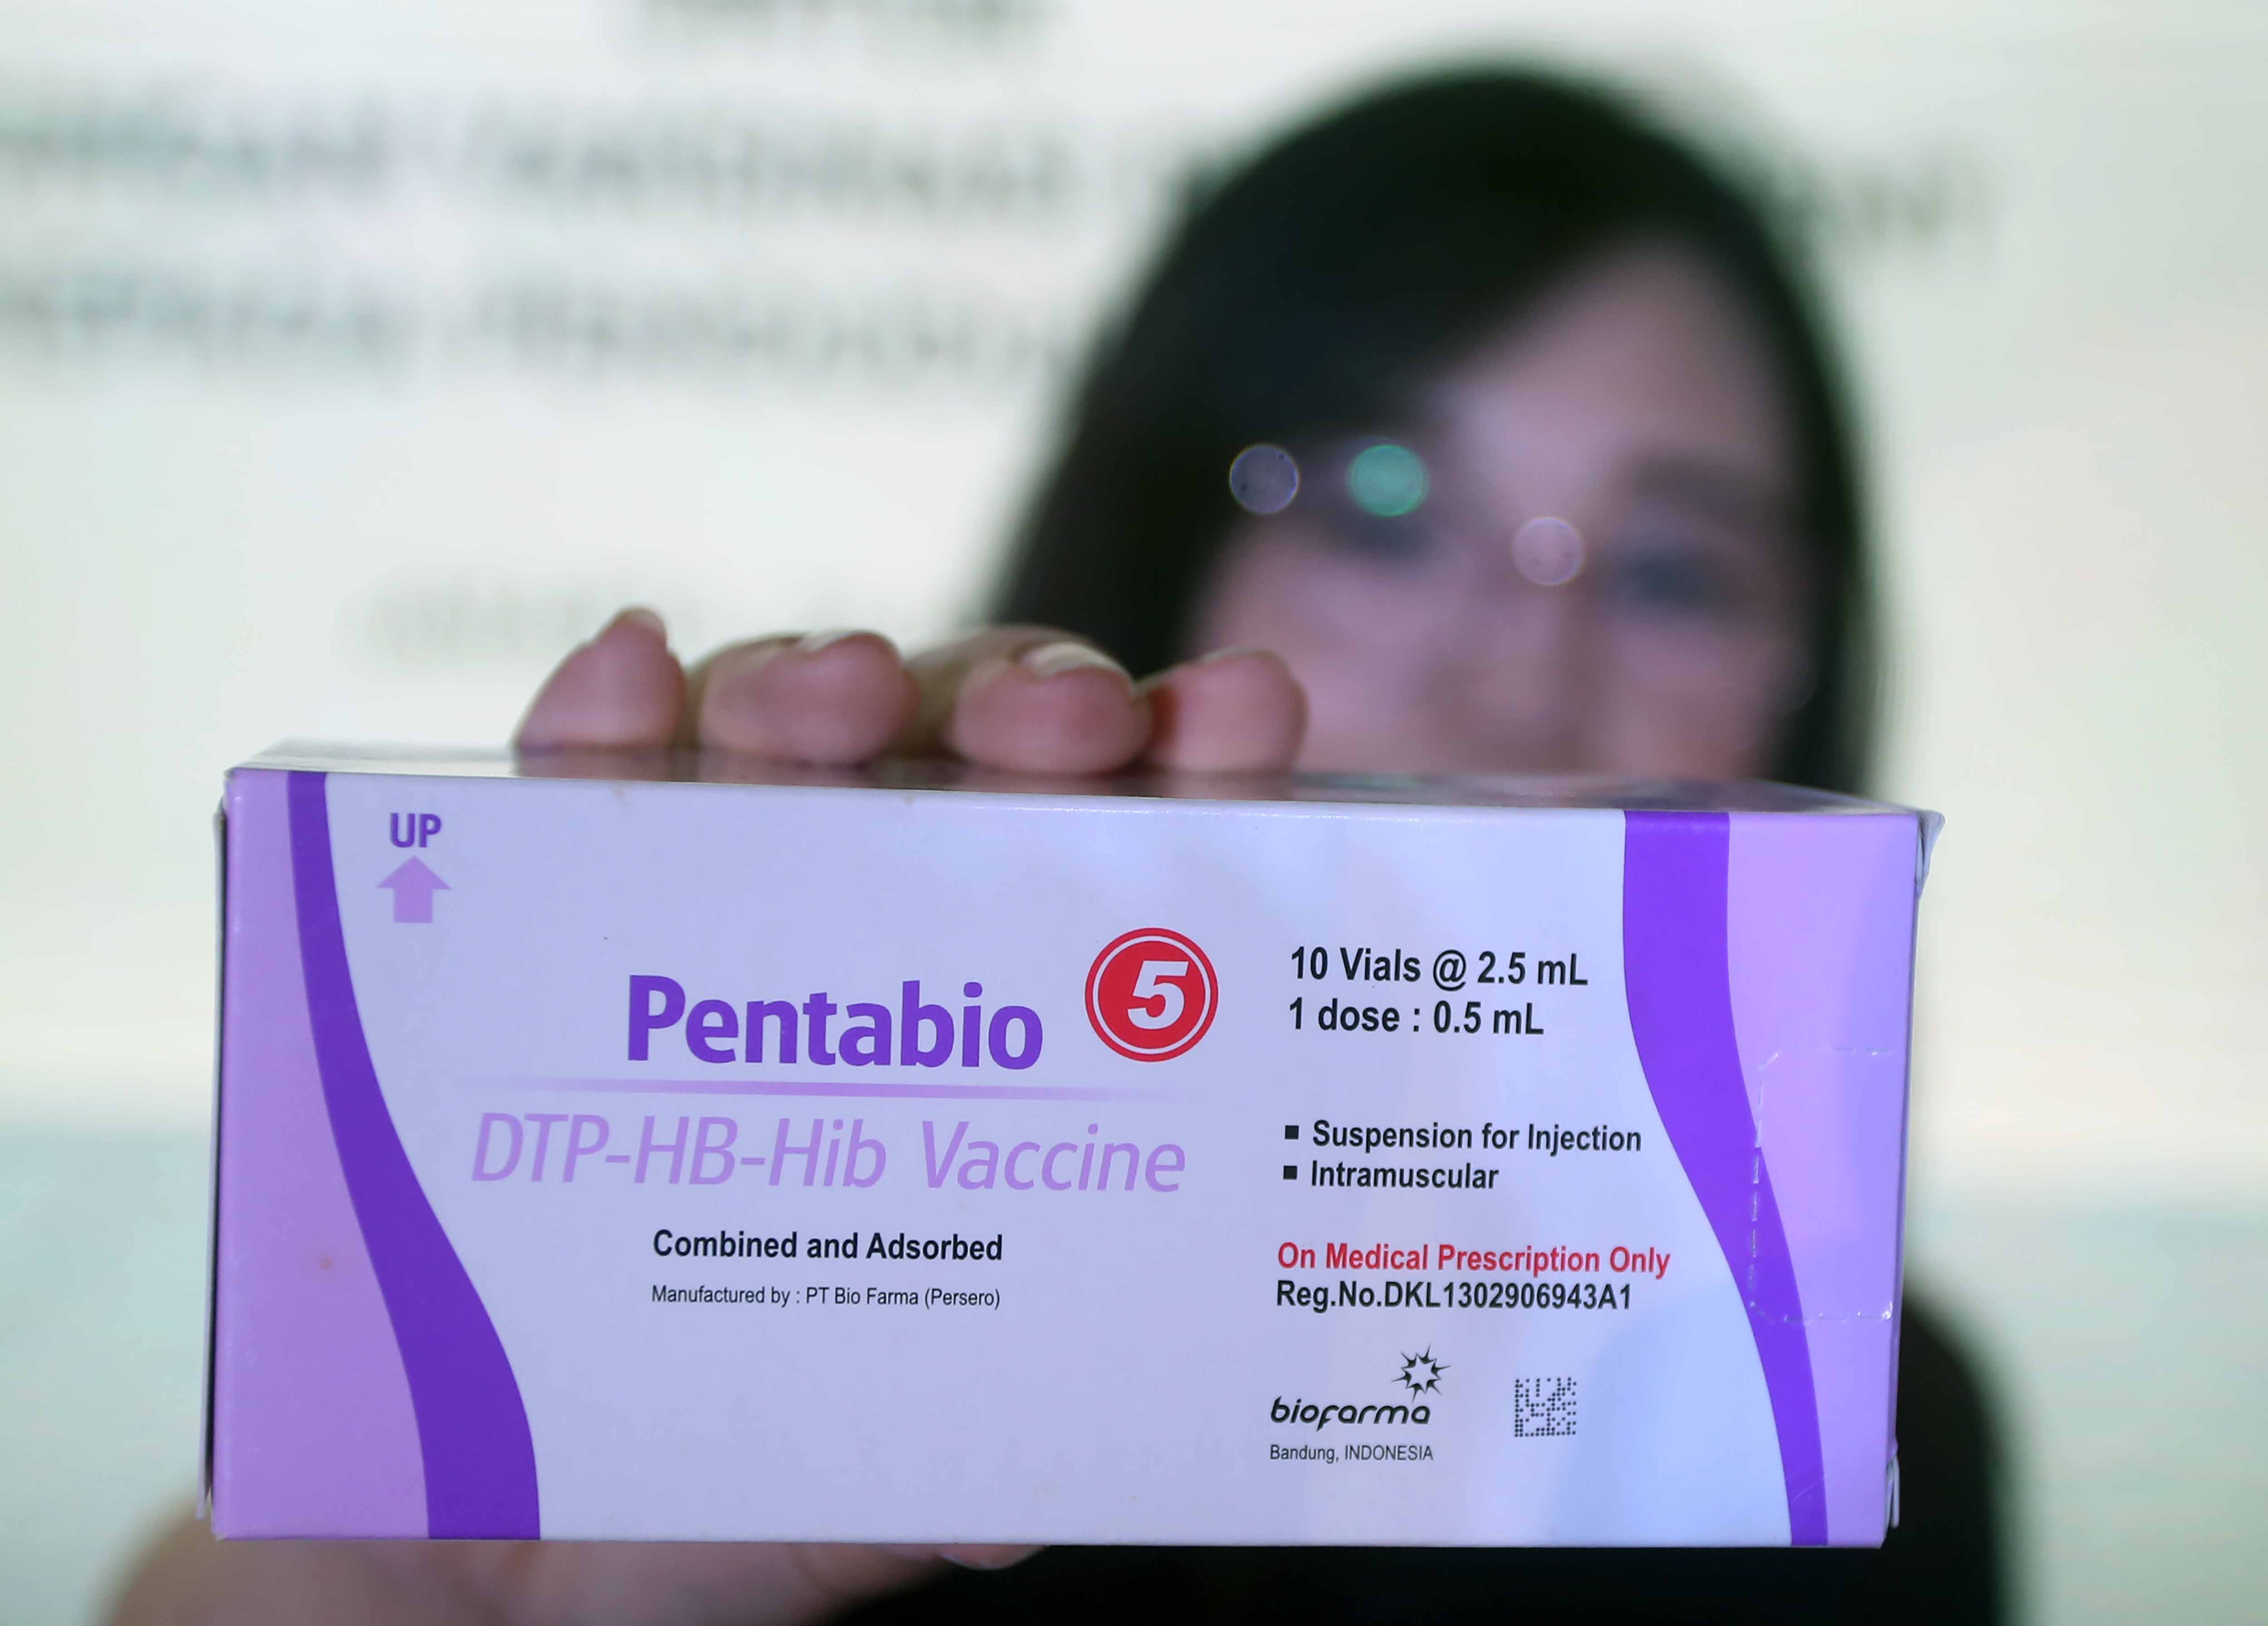 UP
Pentabio 5
DTP-HB-Hib Vaccine
Combined and Adsorbed
Manufactured by : PT Bio Farma (Persero)
10 Vials @ 2.5 mL
1 dose : 0.5 mL
▪ Suspension for Injection
▪ Intramuscular
On Medical Prescription Only
Reg.No.DKL1302906943A1
biofarma
Bandung, INDONESIA